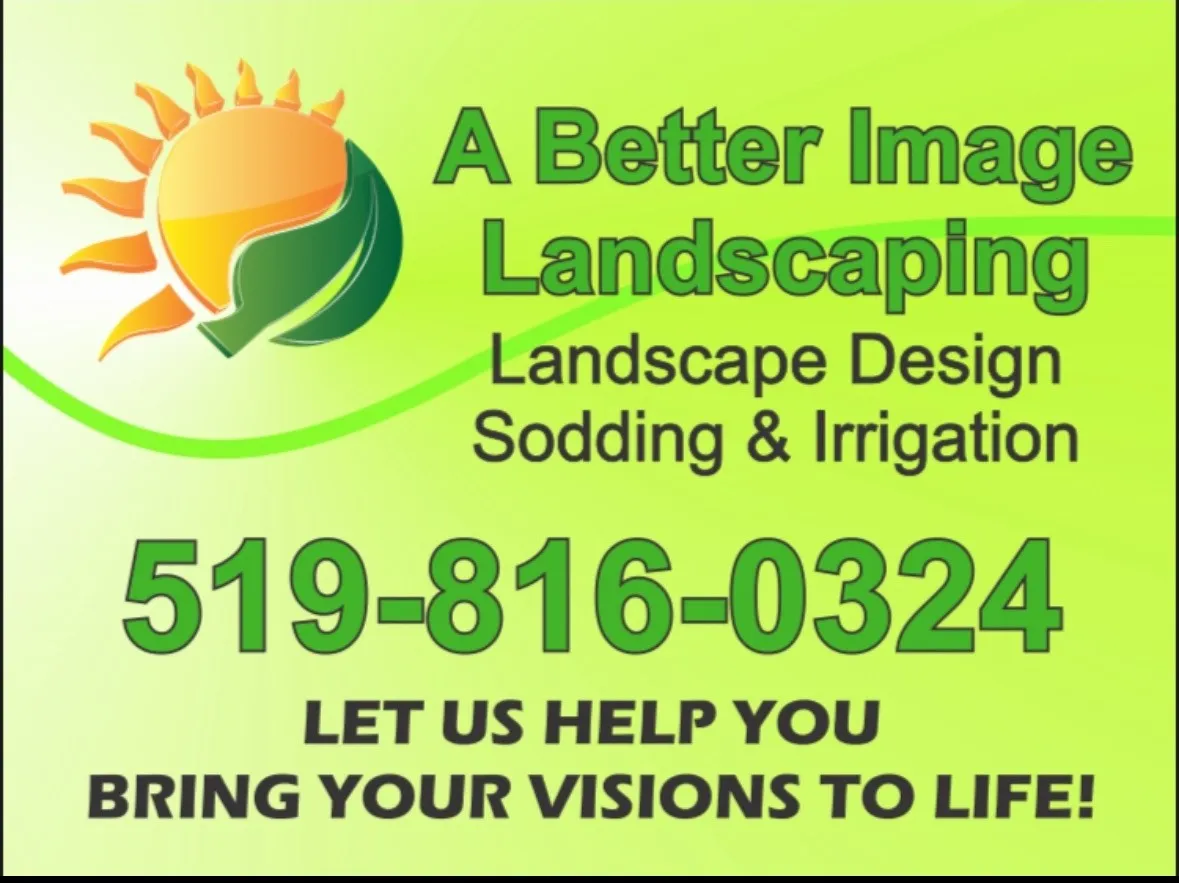 A Better Image
Landscaping
Landscape Design
Sodding & Irrigation
519-816-0324
LET US HELP YOU
BRING YOUR VISIONS TO LIFE!